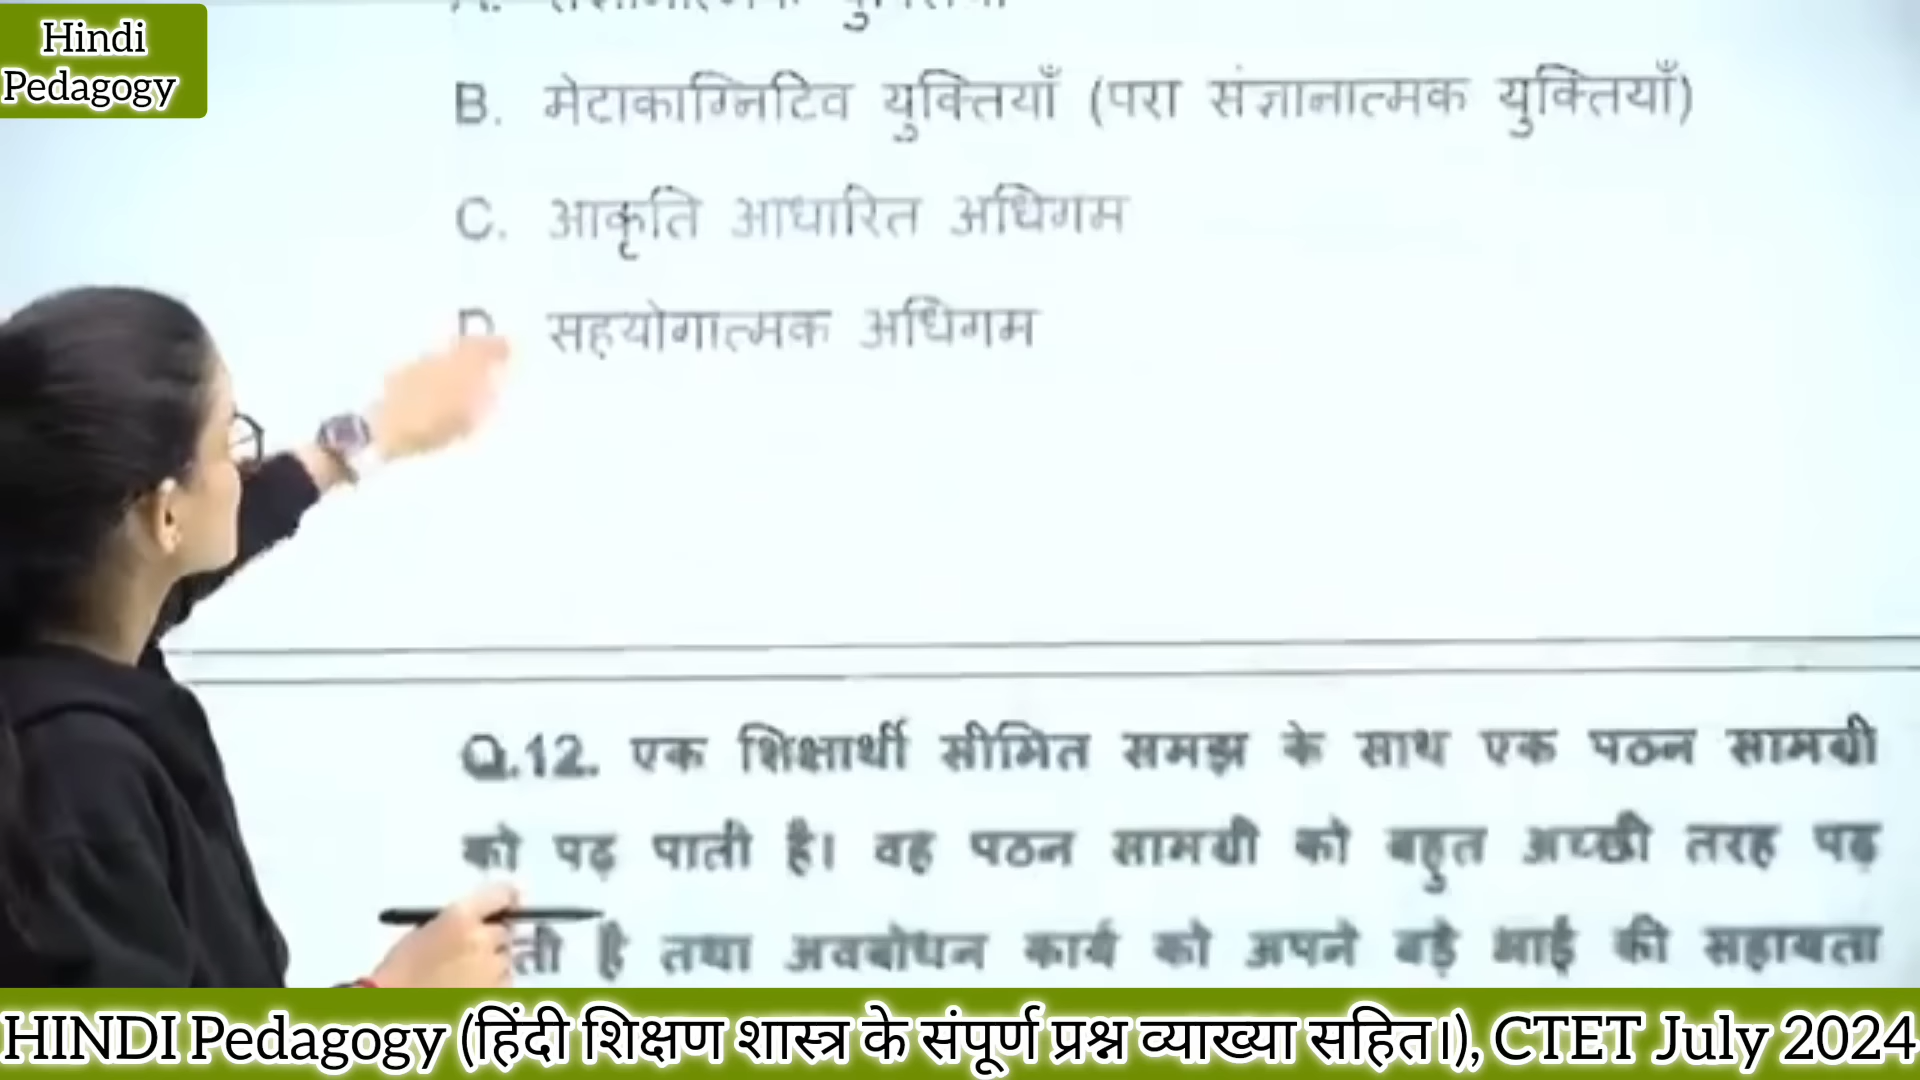 Hindi
Pedagogy
B. मेटाकाग्निटिव युक्तियाँ (परा संज्ञानात्मक युक्तियाँ)
C. आकृति आधारित अधिगम
D. सहयोगात्मक अधिगम
Q.12. एक शिक्षार्थी सीमित समझ के साथ एक पठन सामग्री
को पढ़ पाती है। वह पठन सामग्री को बहुत अच्छी तरह पढ़
है तथा अवबोधन कार्य को अपने बड़े भाई की सहायता
HINDI Pedagogy (हिंदी शिक्षण शास्त्र के संपूर्ण प्रश्न व्याख्या सहित।), CTET July 2024